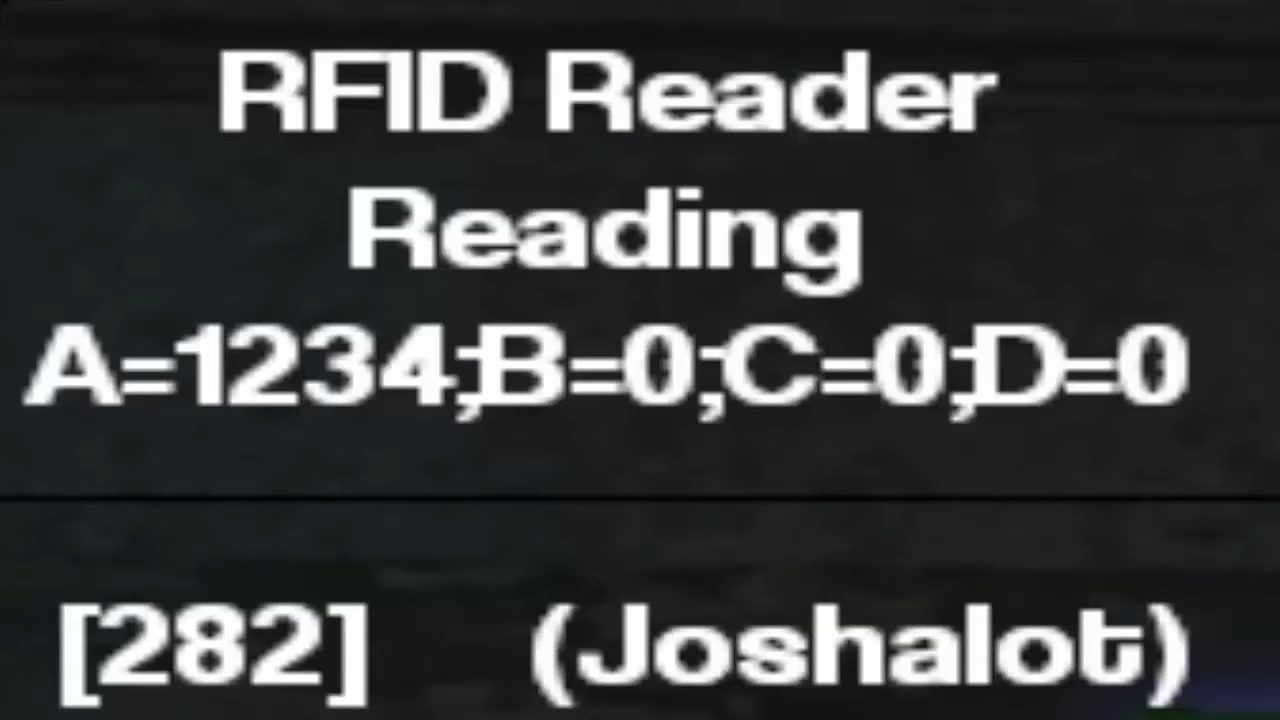 RFID Reader
Reading
A=1234;B=0;C=0;D=0
[282] (Joshalot)